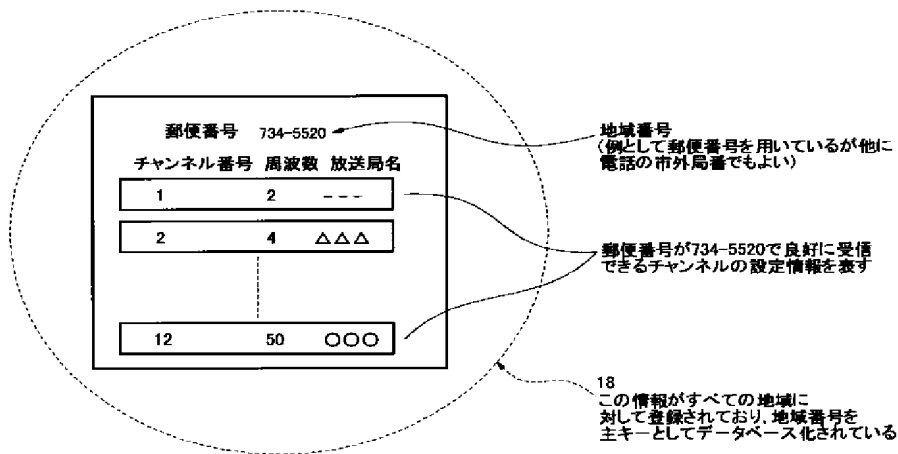 郵便番号 734-5520
チャンネル番号 周波数 放送局名
1 2 ---
2 4 △△△
12 50 ○○○
地域番号
(例として郵便番号を用いているが他に
電話の市外局番でもよい)
郵便番号が734-5520で良好に受信
できるチャンネルの設定情報を表す
18
この情報がすべての地域に
対して登録されており、地域番号を
主キーとしてデータベース化されている